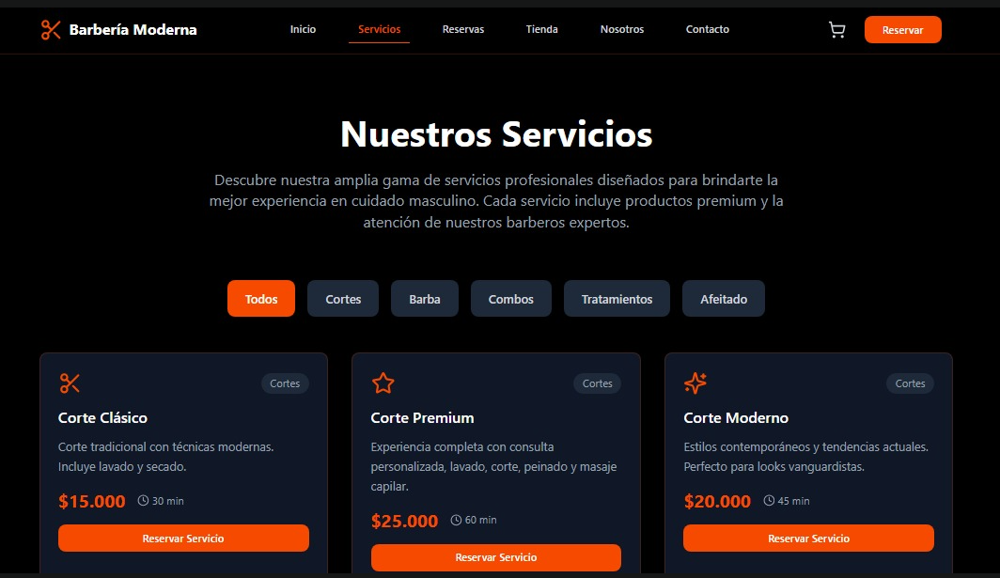 Barbería Moderna
Inicio
Servicios
Reservas
Tienda
Nosotros
Contacto
Reservar
Nuestros Servicios
Descubre nuestra amplia gama de servicios profesionales diseñados para brindarte la
mejor experiencia en cuidado masculino. Cada servicio incluye productos premium y la
atención de nuestros barberos expertos.
Todos
Cortes
Barba
Combos
Tratamientos
Afeitado
Cortes
Corte Clásico
Corte tradicional con técnicas modernas.
Incluye lavado y secado.
$15.000 30 min
Reservar Servicio
Cortes
Corte Premium
Experiencia completa con consulta
personalizada, lavado, corte, peinado y masaje
capilar.
$25.000 60 min
Reservar Servicio
Cortes
Corte Moderno
Estilos contemporáneos y tendencias actuales.
Perfecto para looks vanguardistas.
$20.000 45 min
Reservar Servicio